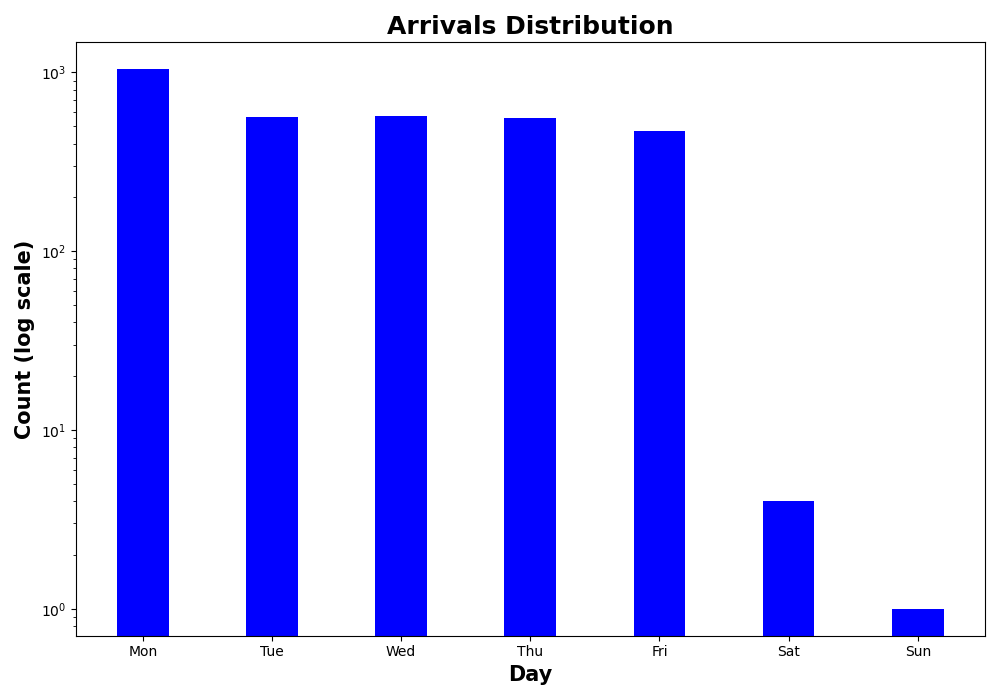 Arrivals Distribution
Count (log scale)
10³
10²
10¹
10⁰
Mon Tue Wed Thu Fri Sat Sun
Day